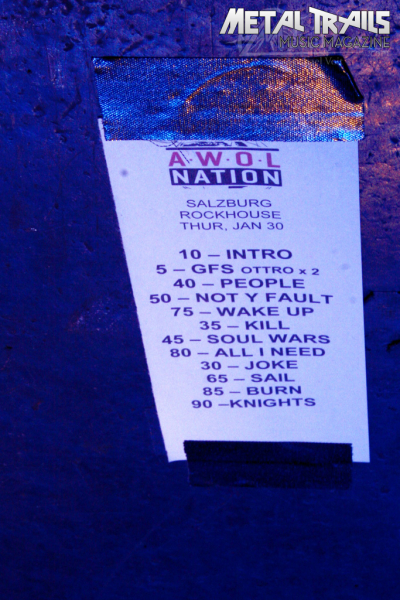 METAL TRAILS
MUSIC MAGAZINE
A·W·O·L
NATION
SALZBURG
ROCKHOUSE
THUR, JAN 30
10 – INTRO
5 – GFS OTTRO x 2
40 – PEOPLE
50 – NOT Y FAULT
75 – WAKE UP
35 – KILL
45 – SOUL WARS
80 – ALL I NEED
30 – JOKE
65 – SAIL
85 – BURN
90 –KNIGHTS